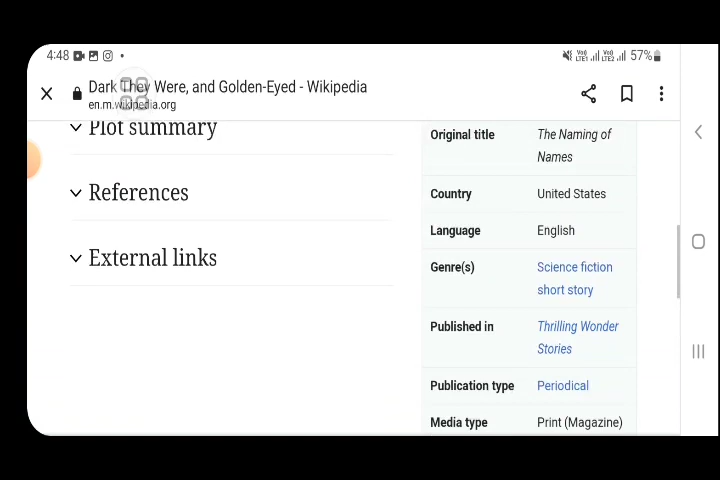 4:48 57%
Dark They Were, and Golden-Eyed - Wikipedia
en.m.wikipedia.org
Plot summary
References
External links
Original title The Naming of
Names
Country United States
Language English
Genre(s) Science fiction
short story
Published in Thrilling Wonder
Stories
Publication type Periodical
Media type Print (Magazine)